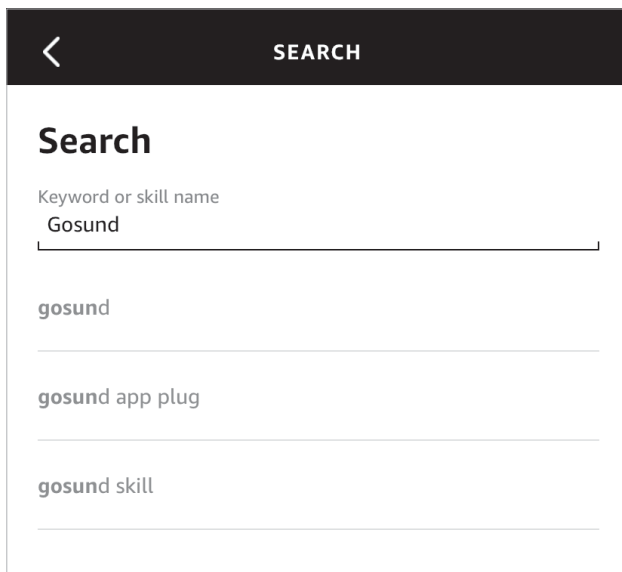 SEARCH
Search
Keyword or skill name
Gosund
gosund
gosund app plug
gosund skill